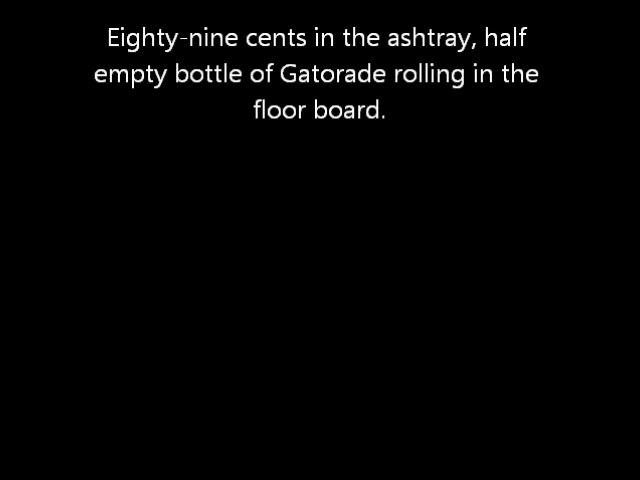 Eighty-nine cents in the ashtray, half
empty bottle of Gatorade rolling in the
floor board.